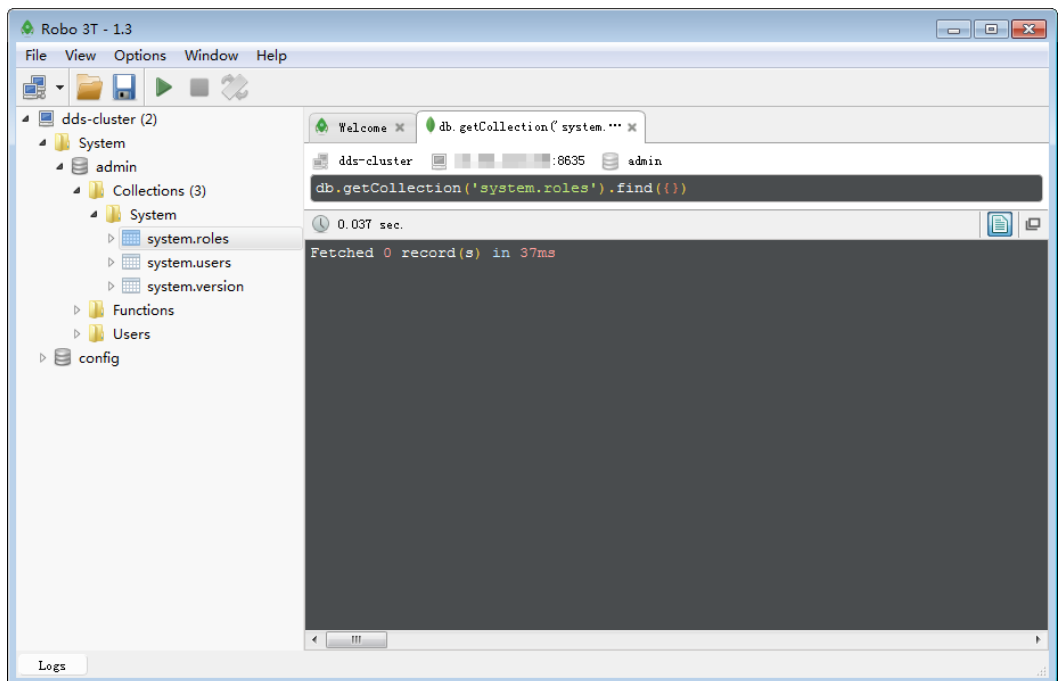 Robo 3T - 1.3
File View Options Window Help
dds-cluster (2)
System
admin
Collections (3)
System
system.roles
system.users
system.version
Functions
Users
config
Welcome
db.getCollection('system.···
dds-cluster :8635 admin
db.getCollection('system.roles').find({})
0.037 sec.
Fetched 0 record(s) in 37ms
Logs